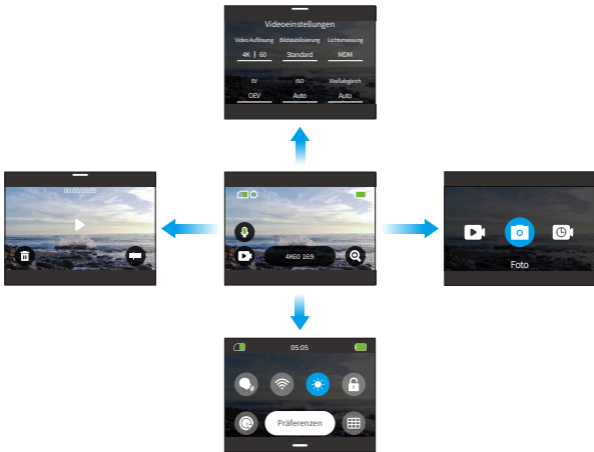 Videoeinstellungen
Video Auflösung Bildstabilisierung Lichtmessung
4K | 60 Standard MDM
EV ISO Weißabgleich
OEV Auto Auto
00:00/00:05
4K60 16:9
Foto
05:05
Präferenzen